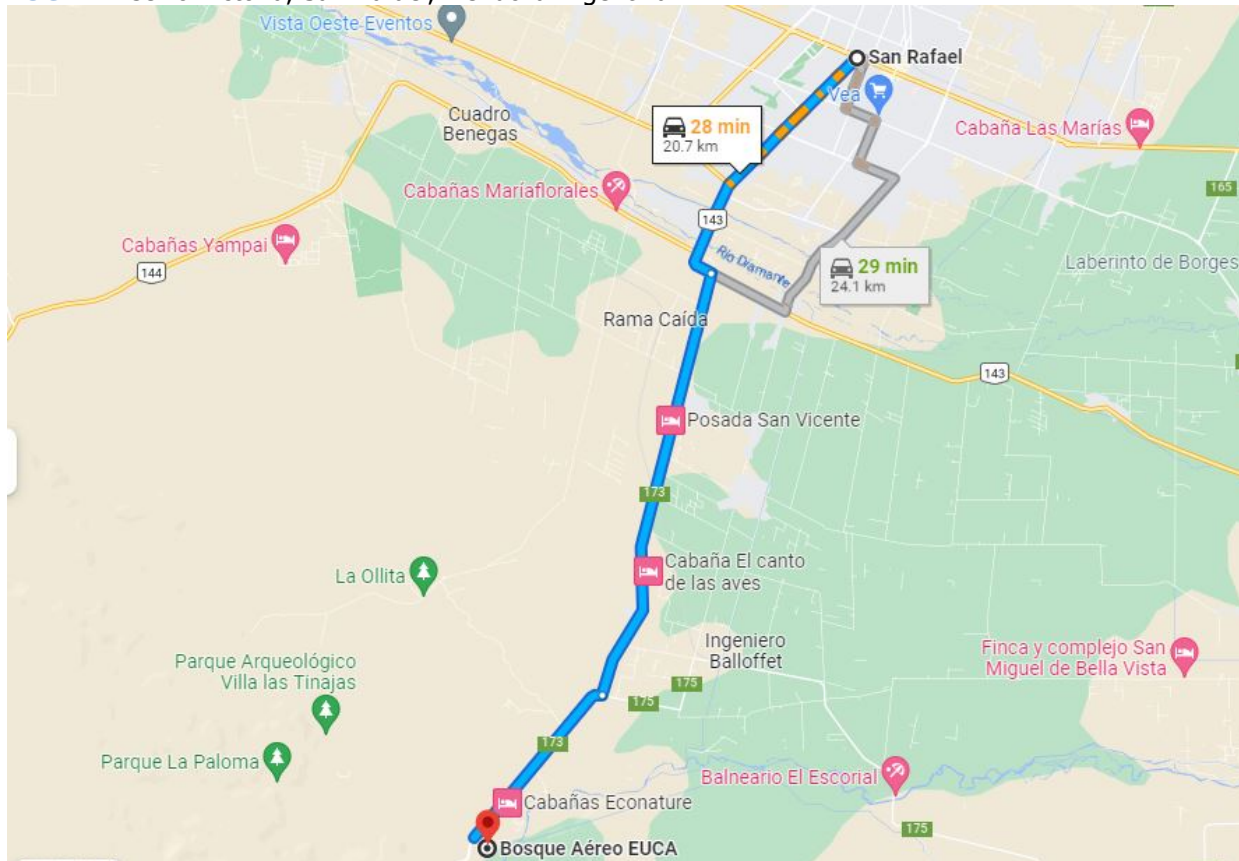 Vista Oeste Eventos
San Rafael
Vea
Cuadro
Benegas
28 min
20.7 km
Cabaña Las Marías
165
Cabañas Maríaflorales
143
Cabañas Yampai
144
Río Diamante
29 min
24.1 km
Laberinto de Borges
Rama Caída
143
Posada San Vicente
173
Cabaña El canto
de las aves
La Ollita
Ingeniero
Balloffet
Finca y complejo San
Miguel de Bella Vista
Parque Arqueológico
Villa las Tinajas
175
175
173
Parque La Paloma
Balneario El Escorial
Cabañas Econature
175
Bosque Aéreo EUCA